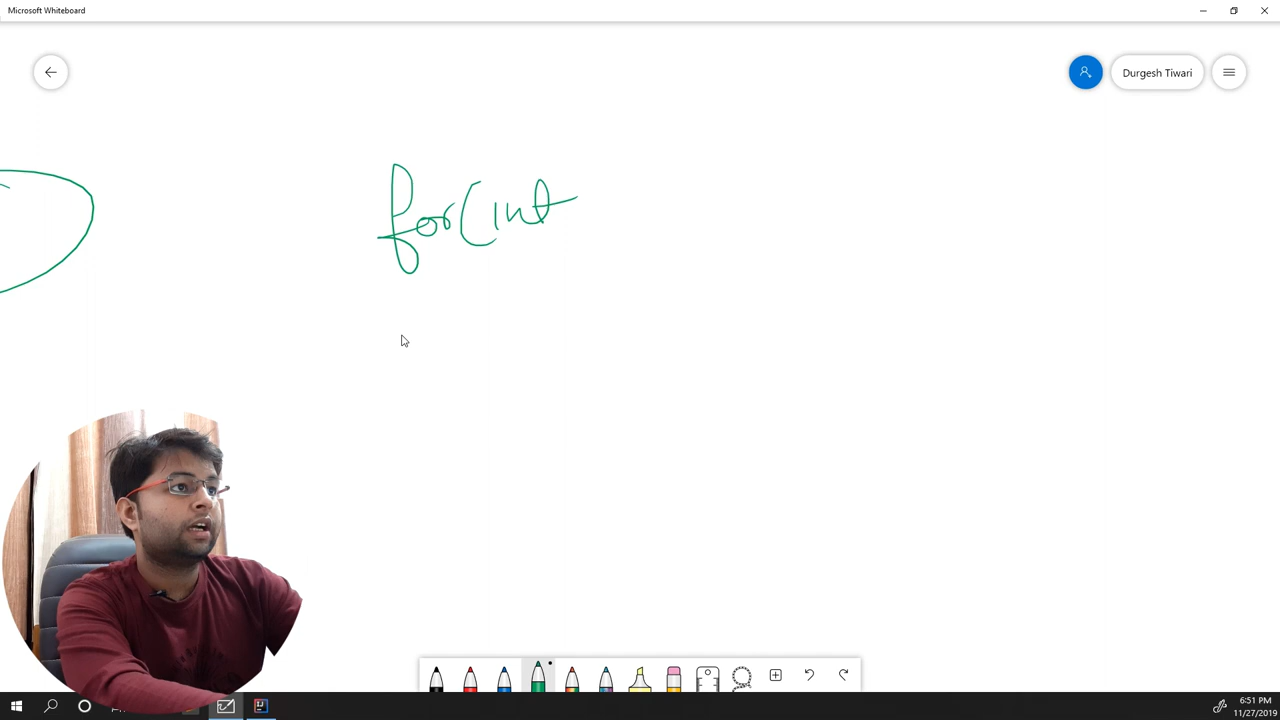 Microsoft Whiteboard
Durgesh Tiwari
for(int
6:51 PM
11/27/2019